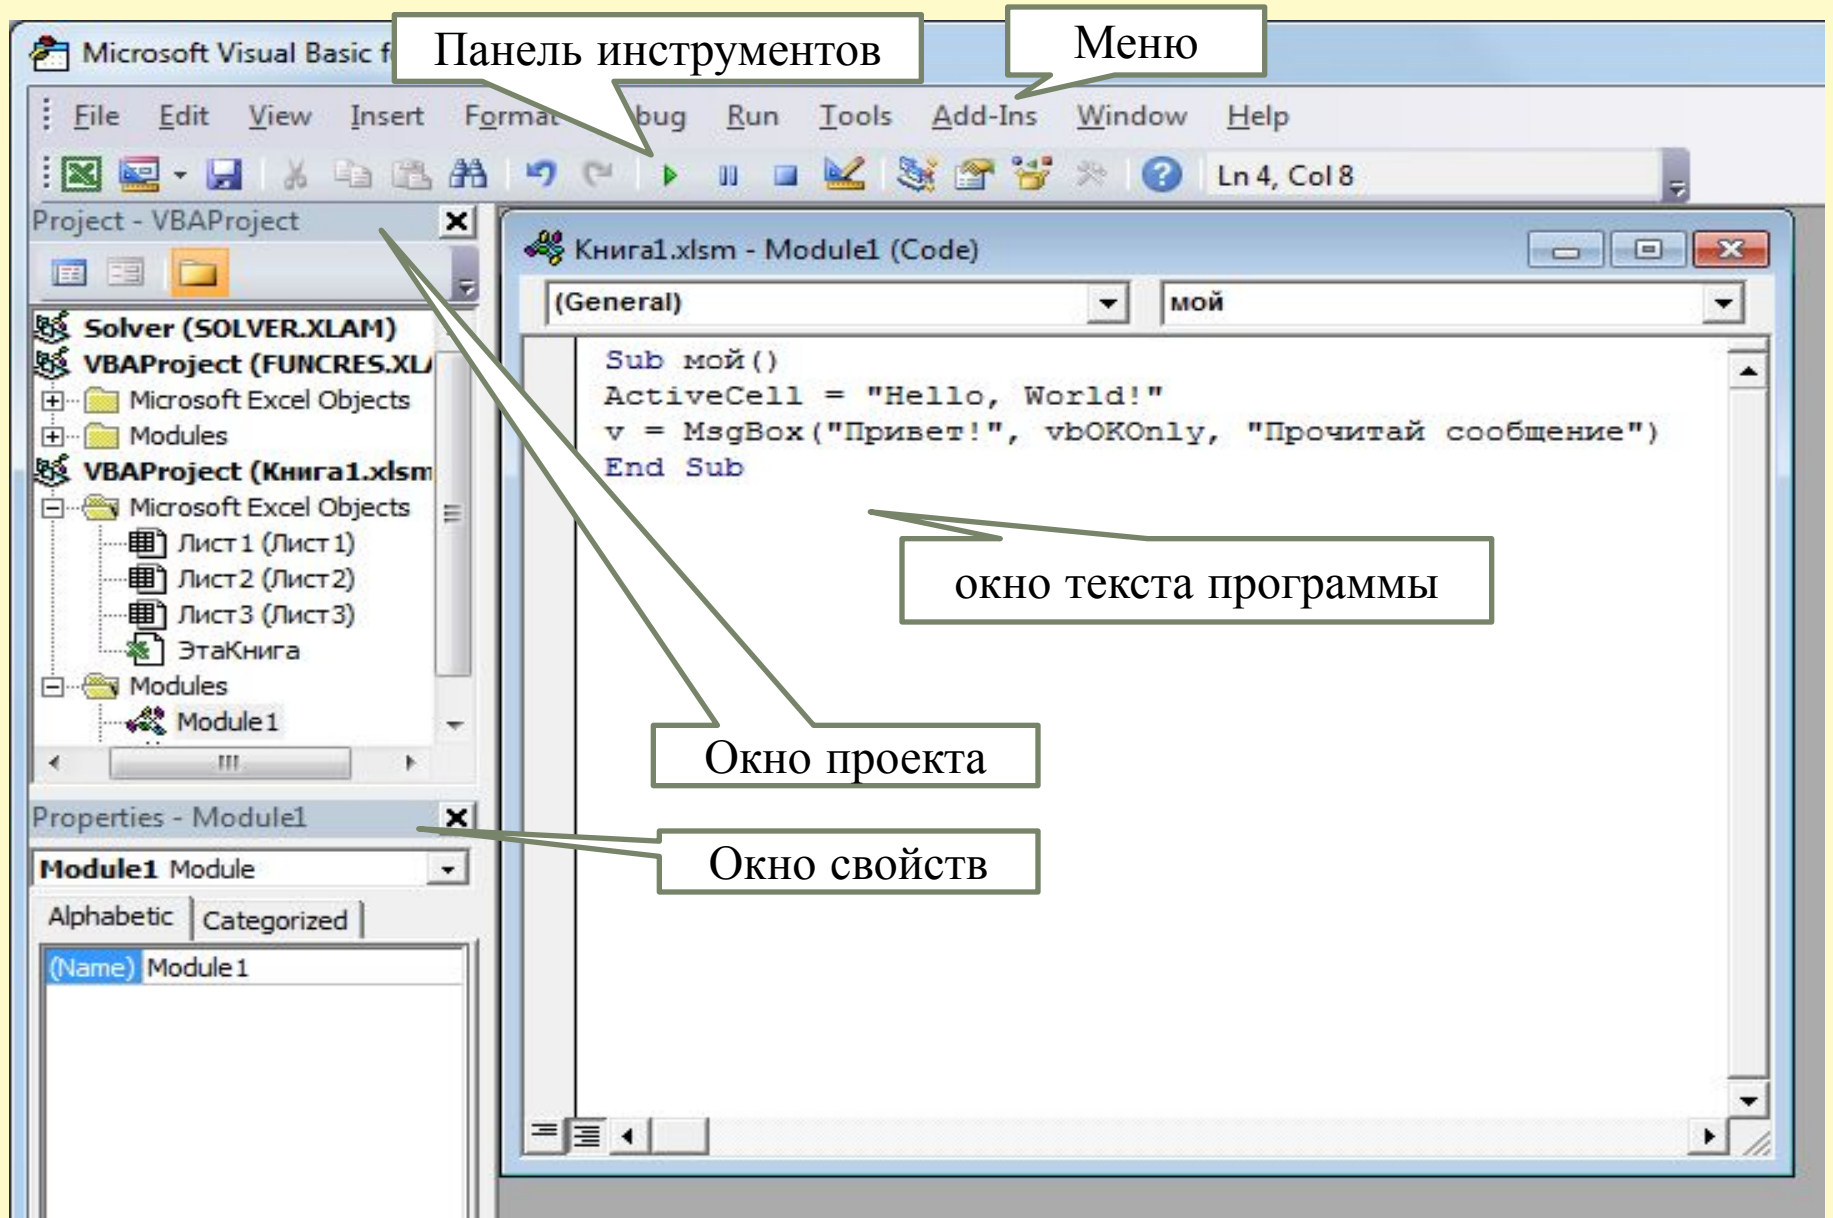 Microsoft Visual Basic
Панель инструментов
Меню
File Edit View Insert Format bug Run Tools Add-Ins Window Help
Ln 4, Col 8
Project - VBAProject
Книга1.xlsm - Module1 (Code)
(General)
мой
Solver (SOLVER.XLAM)
VBAProject (FUNCRES.XLA
Microsoft Excel Objects
Modules
VBAProject (Книга1.xlsm
Microsoft Excel Objects
Лист1 (Лист1)
Лист2 (Лист2)
Лист3 (Лист3)
ЭтаКнига
Modules
Module1
Sub мой()
ActiveCell = "Hello, World!"
v = MsgBox("Привет!", vbOKOnly, "Прочитай сообщение")
End Sub
окно текста программы
Окно проекта
Окно свойств
Properties - Module1
Module1 Module
Alphabetic Categorized
(Name) Module1